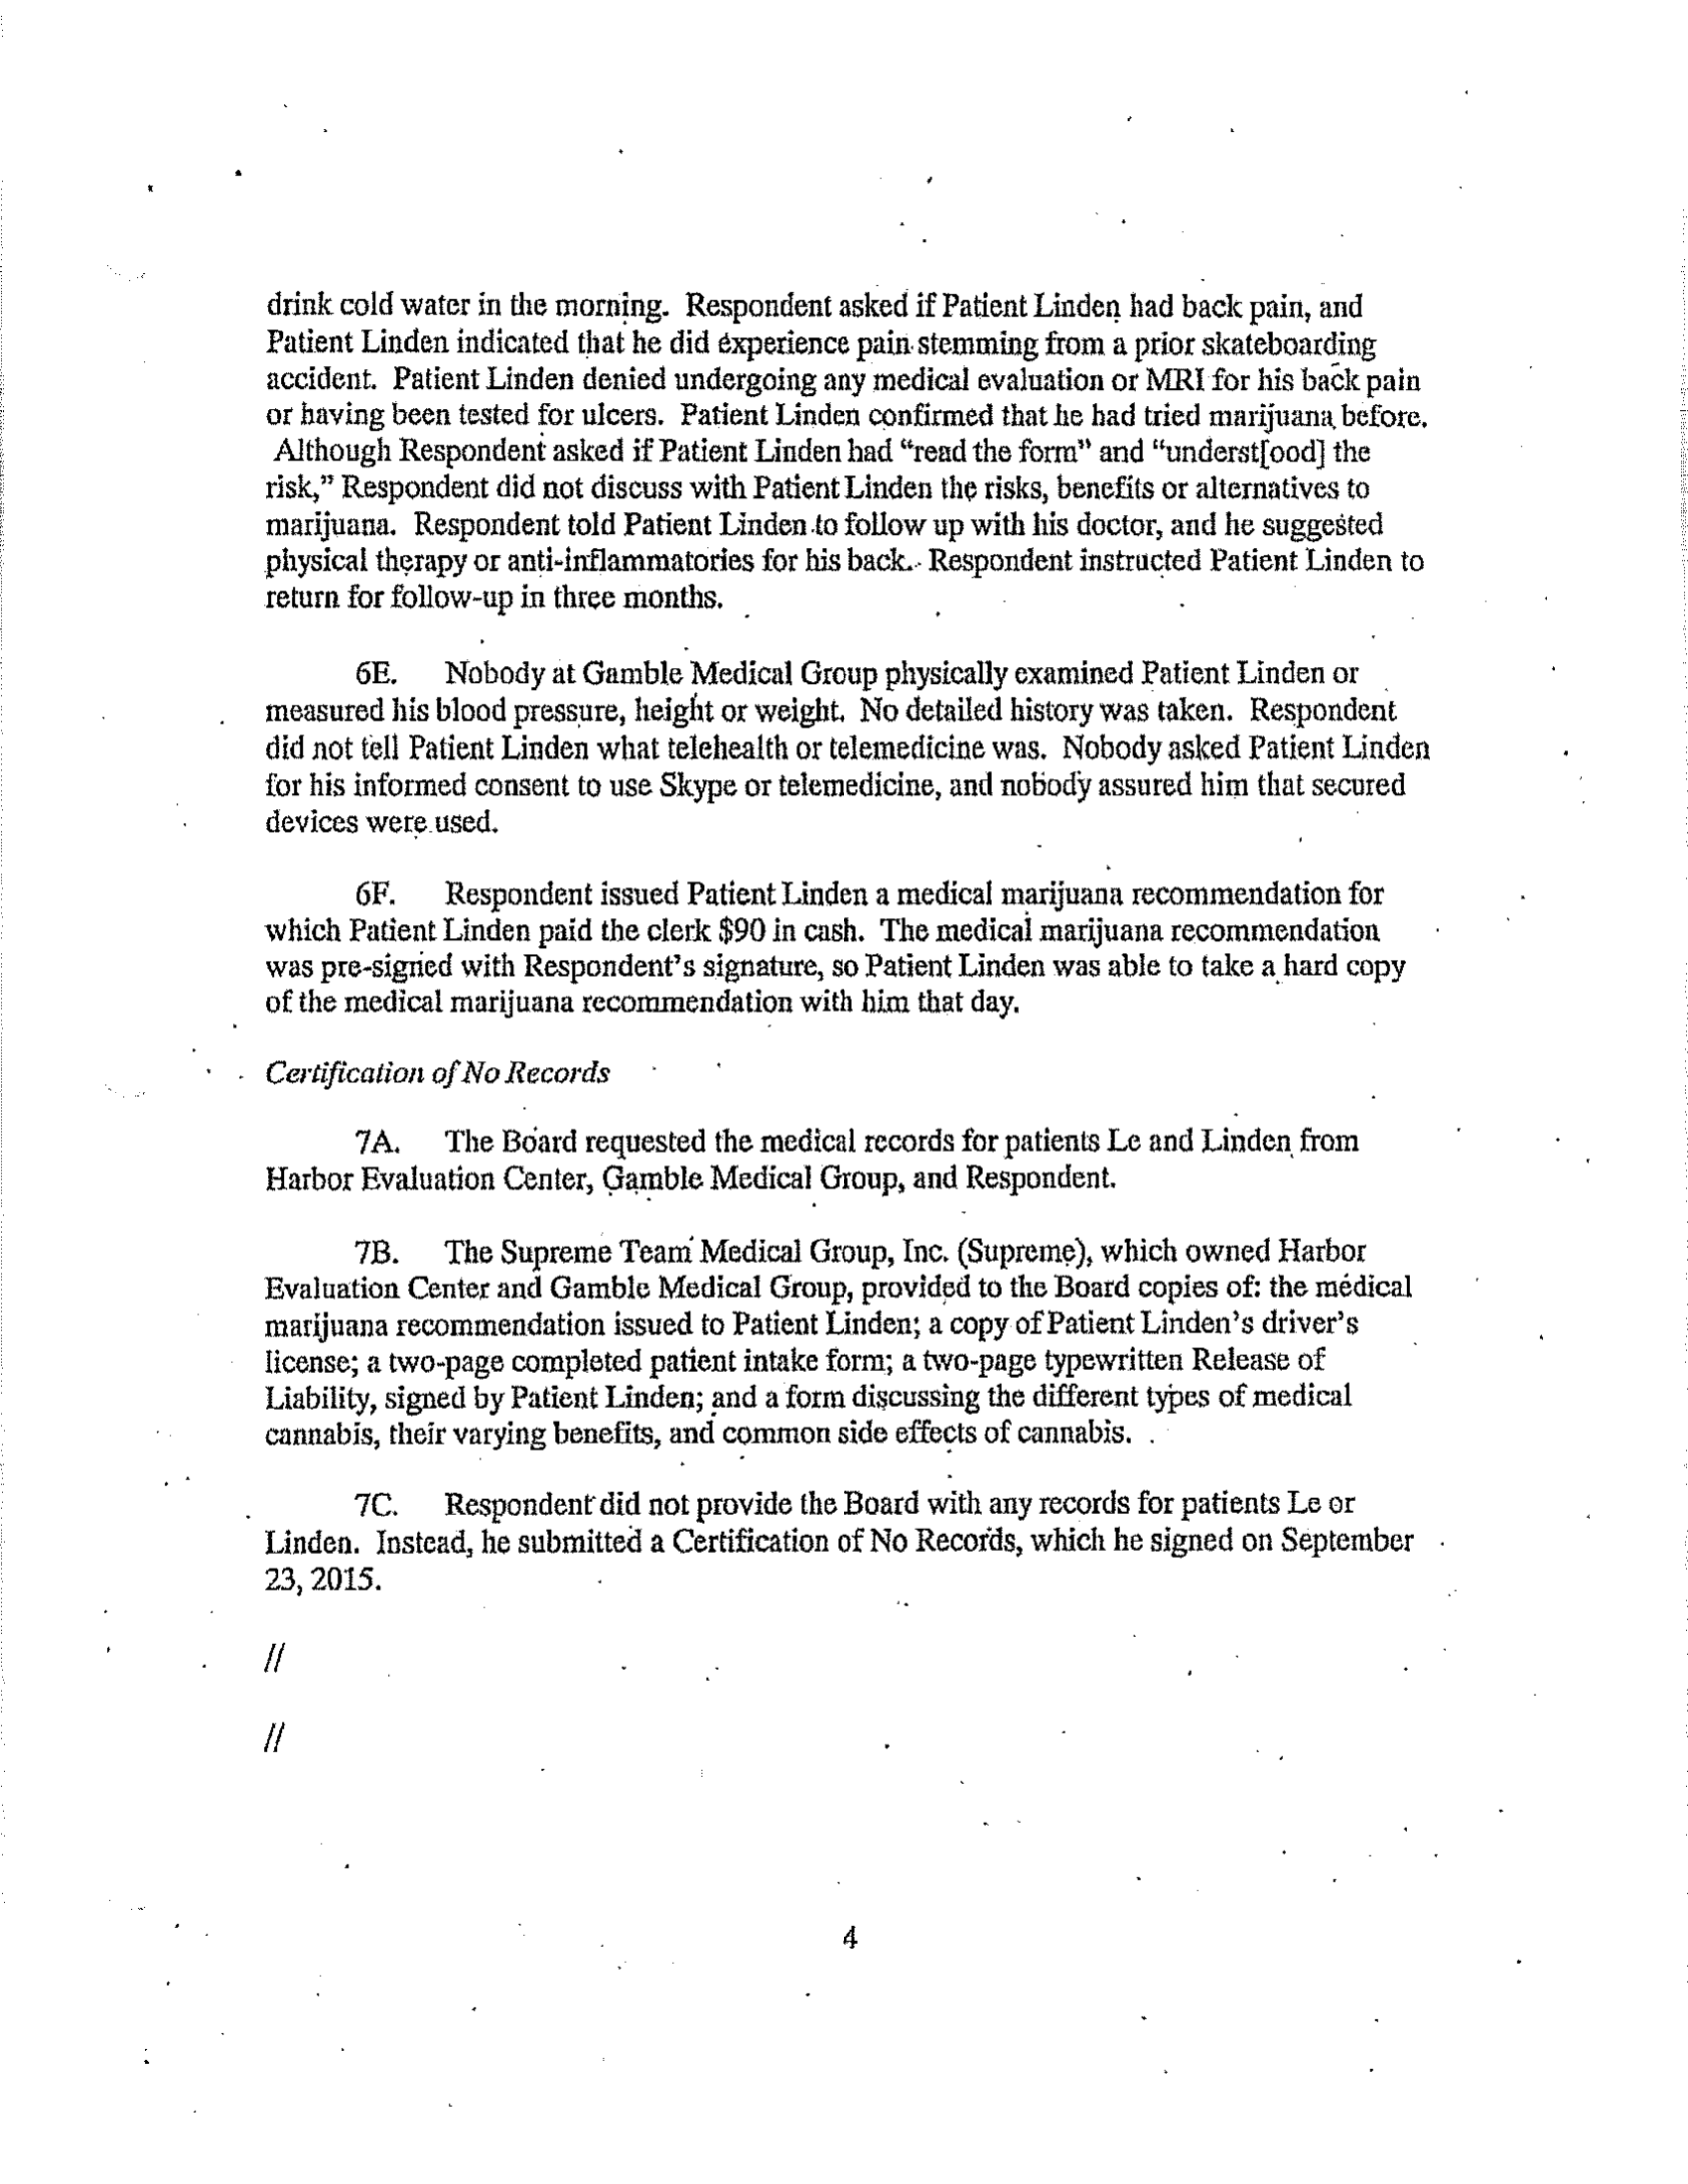 drink cold water in the morning. Respondent asked if Patient Linden had back pain, and
Patient Linden indicated that he did experience pain stemming from a prior skateboarding
accident. Patient Linden denied undergoing any medical evaluation or MRI for his back pain
or having been tested for ulcers. Patient Linden confirmed that he had tried marijuana before.
Although Respondent asked if Patient Linden had “read the form” and “underst[ood] the
risk,” Respondent did not discuss with Patient Linden the risks, benefits or alternatives to
marijuana. Respondent told Patient Linden to follow up with his doctor, and he suggested
physical therapy or anti-inflammatories for his back. Respondent instructed Patient Linden to
return for follow-up in three months.
6E. Nobody at Gamble Medical Group physically examined Patient Linden or
measured his blood pressure, height or weight. No detailed history was taken. Respondent
did not tell Patient Linden what telehealth or telemedicine was. Nobody asked Patient Linden
for his informed consent to use Skype or telemedicine, and nobody assured him that secured
devices were used.
6F. Respondent issued Patient Linden a medical marijuana recommendation for
which Patient Linden paid the clerk $90 in cash. The medical marijuana recommendation
was pre-signed with Respondent’s signature, so Patient Linden was able to take a hard copy
of the medical marijuana recommendation with him that day.
Certification of No Records
7A. The Board requested the medical records for patients Le and Linden from
Harbor Evaluation Center, Gamble Medical Group, and Respondent.
7B. The Supreme Team Medical Group, Inc. (Supreme), which owned Harbor
Evaluation Center and Gamble Medical Group, provided to the Board copies of: the medical
marijuana recommendation issued to Patient Linden; a copy of Patient Linden’s driver’s
license; a two-page completed patient intake form; a two-page typewritten Release of
Liability, signed by Patient Linden; and a form discussing the different types of medical
cannabis, their varying benefits, and common side effects of cannabis.
7C. Respondent did not provide the Board with any records for patients Le or
Linden. Instead, he submitted a Certification of No Records, which he signed on September
23, 2015.
//
//
4